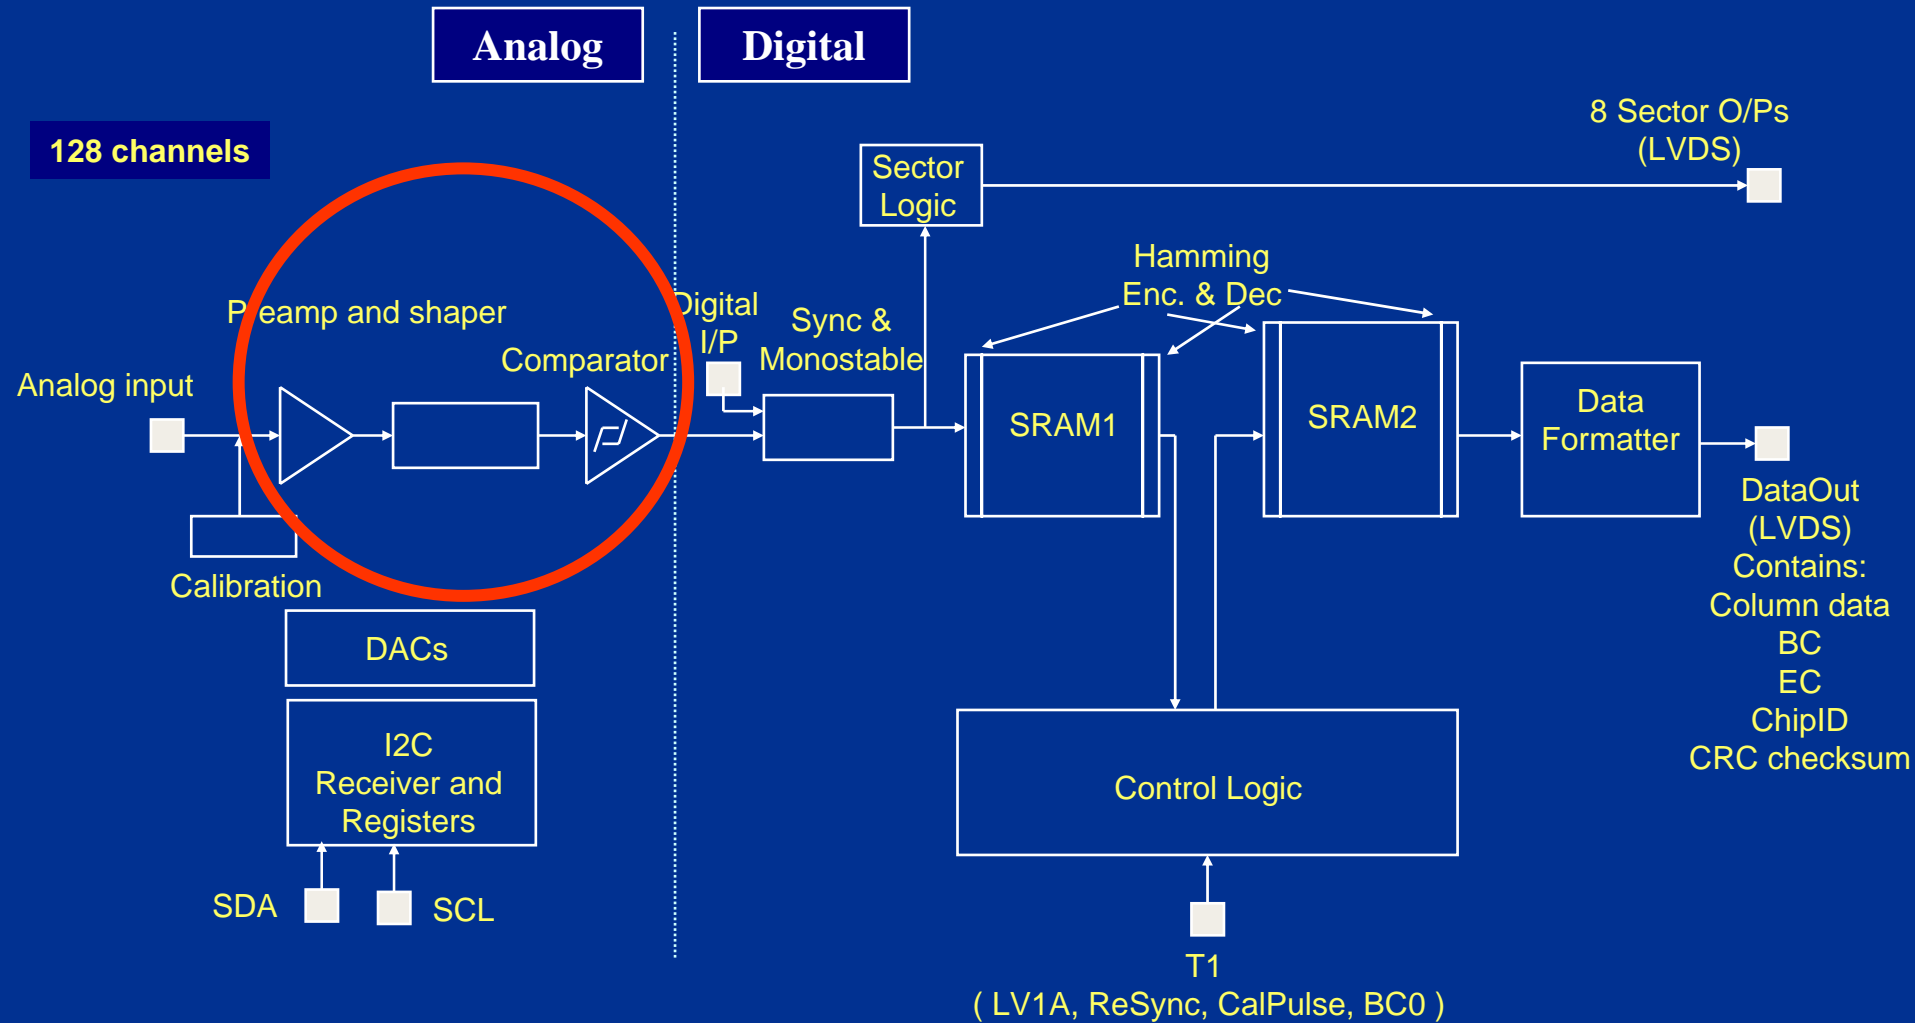 Analog
Digital
128 channels
8 Sector O/Ps
(LVDS)
Sector
Logic
Hamming
Enc. & Dec
Preamp and shaper
Digital
I/P
Sync &
Monostable
Comparator
Analog input
SRAM1
SRAM2
Data
Formatter
Calibration
DataOut
(LVDS)
Contains:
Column data
BC
EC
ChipID
CRC checksum
DACs
I2C
Receiver and
Registers
Control Logic
SDA
SCL
T1
( LV1A, ReSync, CalPulse, BC0 )